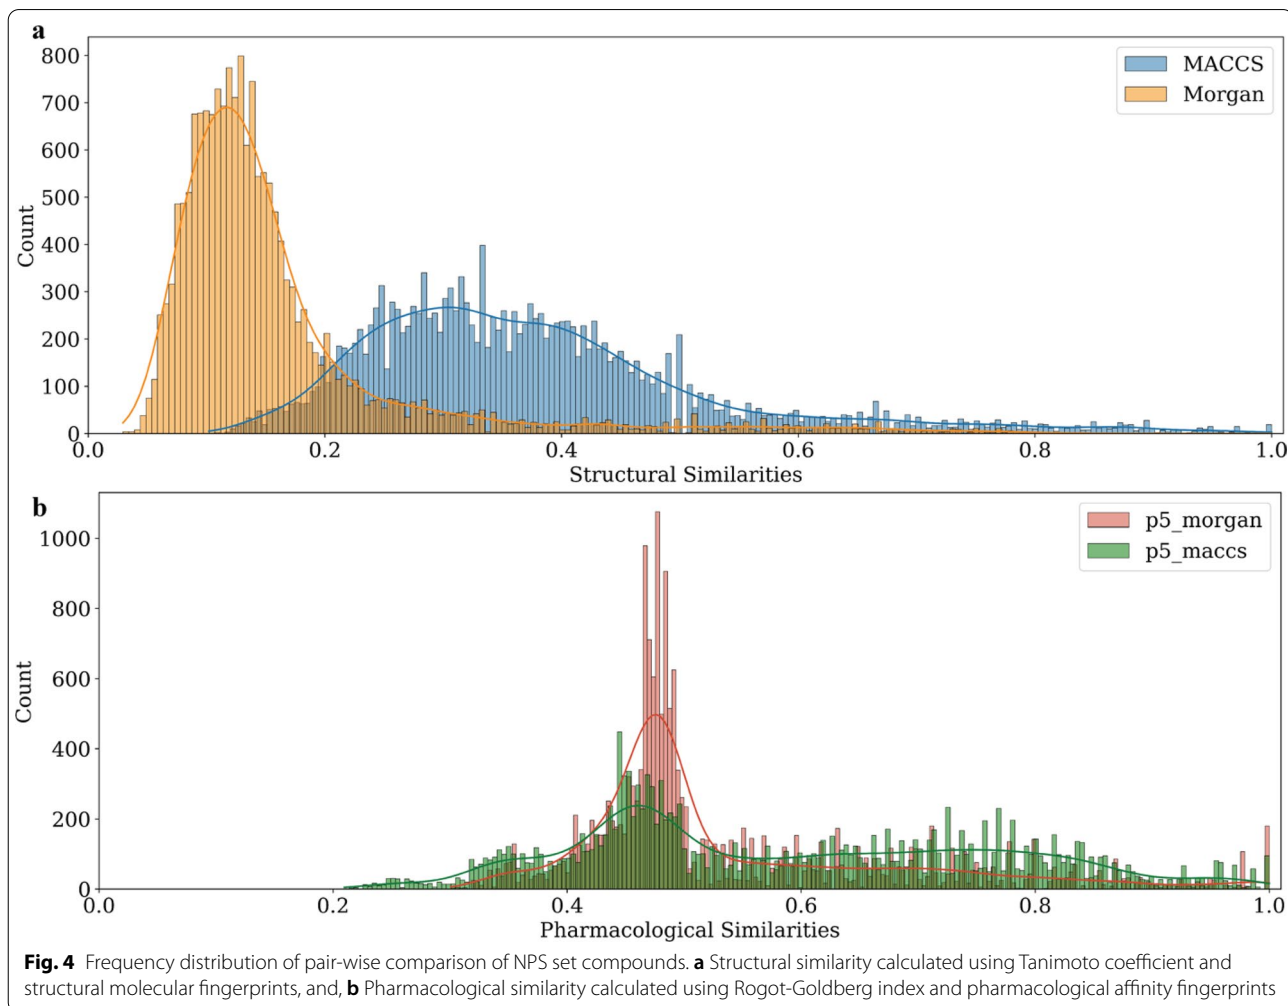 a
800
700
600
500
400
300
200
100
0
Count
MACCS
Morgan
0.0 0.2 0.4 0.6 0.8 1.0
Structural Similarities
b
1000
800
600
400
200
0
Count
p5_morgan
p5_maccs
0.0 0.2 0.4 0.6 0.8 1.0
Pharmacological Similarities
Fig. 4 Frequency distribution of pair-wise comparison of NPS set compounds. a Structural similarity calculated using Tanimoto coefficient and
structural molecular fingerprints, and, b Pharmacological similarity calculated using Rogot-Goldberg index and pharmacological affinity fingerprints